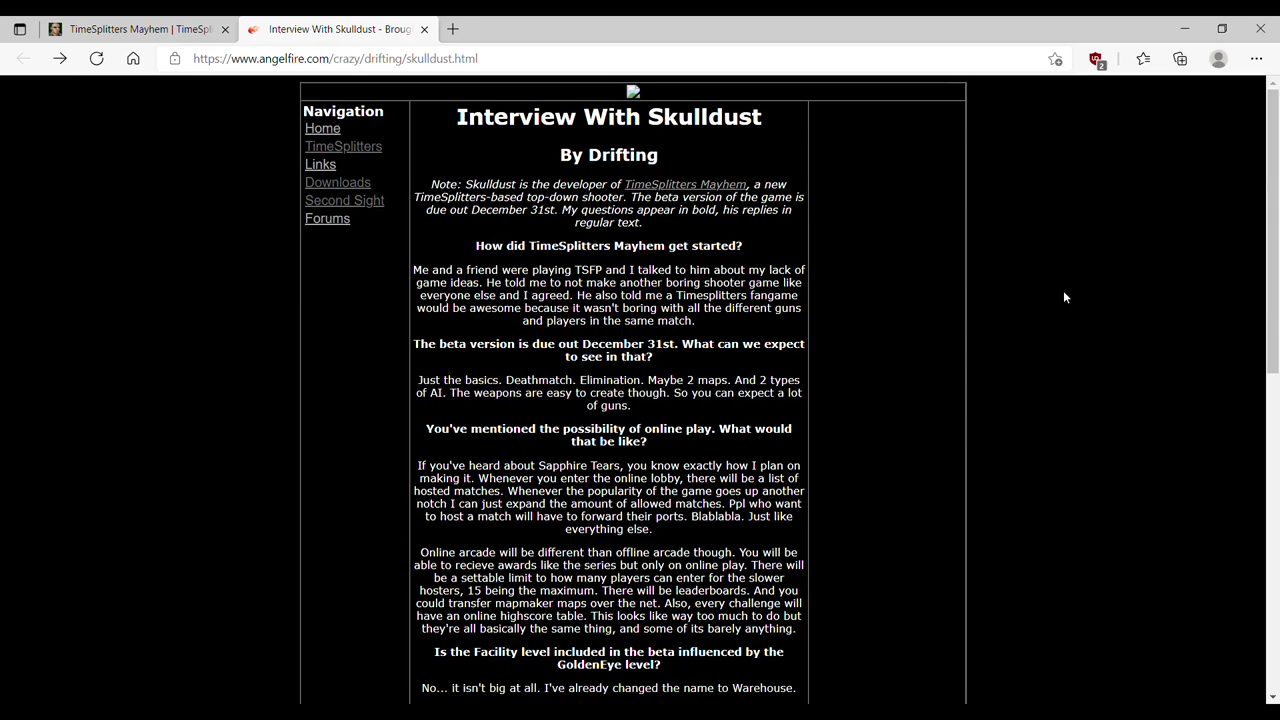 TimeSplitters Mayhem | TimeSpl
Interview With Skulldust - Broug
https://www.angelfire.com/crazy/drifting/skulldust.html
2
Navigation
Home
TimeSplitters
Links
Downloads
Second Sight
Forums
Interview With Skulldust
By Drifting
Note: Skulldust is the developer of TimeSplitters Mayhem, a new
TimeSplitters-based top-down shooter. The beta version of the game is
due out December 31st. My questions appear in bold, his replies in
regular text.
How did TimeSplitters Mayhem get started?
Me and a friend were playing TSFP and I talked to him about my lack of
game ideas. He told me to not make another boring shooter game like
everyone else and I agreed. He also told me a Timesplitters fangame
would be awesome because it wasn't boring with all the different guns
and players in the same match.
The beta version is due out December 31st. What can we expect
to see in that?
Just the basics. Deathmatch. Elimination. Maybe 2 maps. And 2 types
of AI. The weapons are easy to create though. So you can expect a lot
of guns.
You've mentioned the possibility of online play. What would
that be like?
If you've heard about Sapphire Tears, you know exactly how I plan on
making it. Whenever you enter the online lobby, there will be a list of
hosted matches. Whenever the popularity of the game goes up another
notch I can just expand the amount of allowed matches. Ppl who want
to host a match will have to forward their ports. Blablabla. Just like
everything else.
Online arcade will be different than offline arcade though. You will be
able to recieve awards like the series but only on online play. There will
be a settable limit to how many players can enter for the slower
hosters, 15 being the maximum. There will be leaderboards. And you
could transfer mapmaker maps over the net. Also, every challenge will
have an online highscore table. This looks like way too much to do but
they're all basically the same thing, and some of its barely anything.
Is the Facility level included in the beta influenced by the
GoldenEye level?
No... it isn't big at all. I've already changed the name to Warehouse.